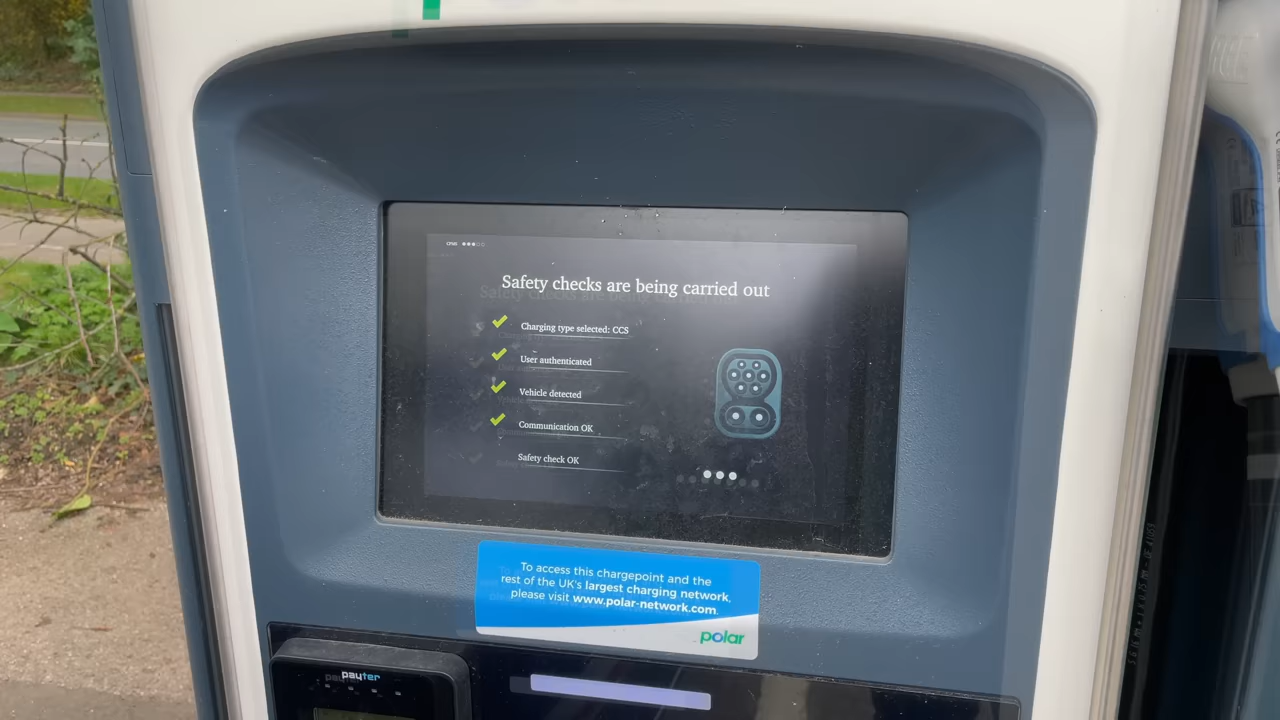 Safety checks are being carried out
Charging type selected: CCS
User authenticated
Vehicle detected
Communication OK
Safety check OK
To access this chargepoint and the
rest of the UK's largest charging network,
please visit www.polar-network.com.
polar
payter